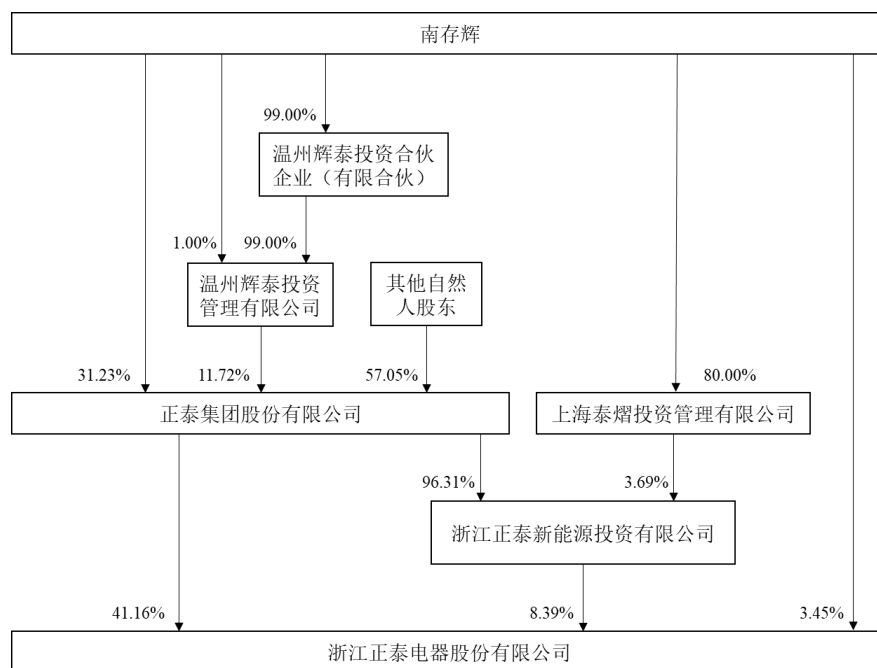 南存辉
99.00%
温州辉泰投资合伙
企业（有限合伙）
1.00%
99.00%
温州辉泰投资
管理有限公司
其他自然
人股东
31.23%
11.72%
57.05%
80.00%
正泰集团股份有限公司
上海泰熠投资管理有限公司
96.31%
3.69%
浙江正泰新能源投资有限公司
41.16%
8.39%
3.45%
浙江正泰电器股份有限公司